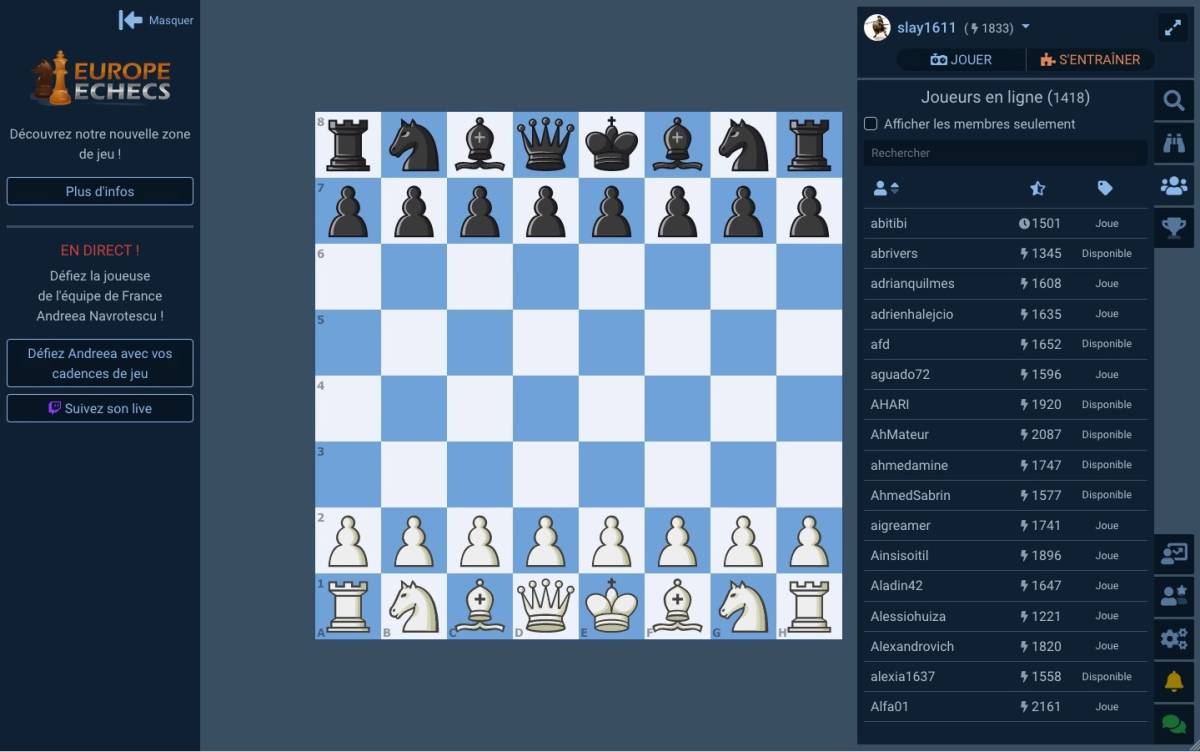 Masquer
EUROPE
ECHECS
Découvrez notre nouvelle zone
de jeu !
Plus d'infos
EN DIRECT !
Défiez la joueuse
de l'équipe de France
Andreea Navrotescu !
Défiez Andreea avec vos
cadences de jeu
Suivez son live
8
7
6
5
4
3
2
1
A B C D E F G H
slay1611 ( 1833)
JOUER S'ENTRAÎNER
Joueurs en ligne (1418)
Afficher les membres seulement
Rechercher
abitibi 1501 Joue
abrivers 1345 Disponible
adrianquilmes 1608 Joue
adrienhalejcio 1635 Joue
afd 1652 Disponible
aguado72 1596 Joue
AHARI 1920 Disponible
AhMateur 2087 Disponible
ahmedamine 1747 Disponible
AhmedSabrin 1577 Disponible
aigreamer 1741 Joue
Ainsisoitil 1896 Joue
Aladin42 1647 Joue
Alessiohuiza 1221 Joue
Alexandrovich 1820 Joue
alexia1637 1558 Disponible
Alfa01 2161 Joue